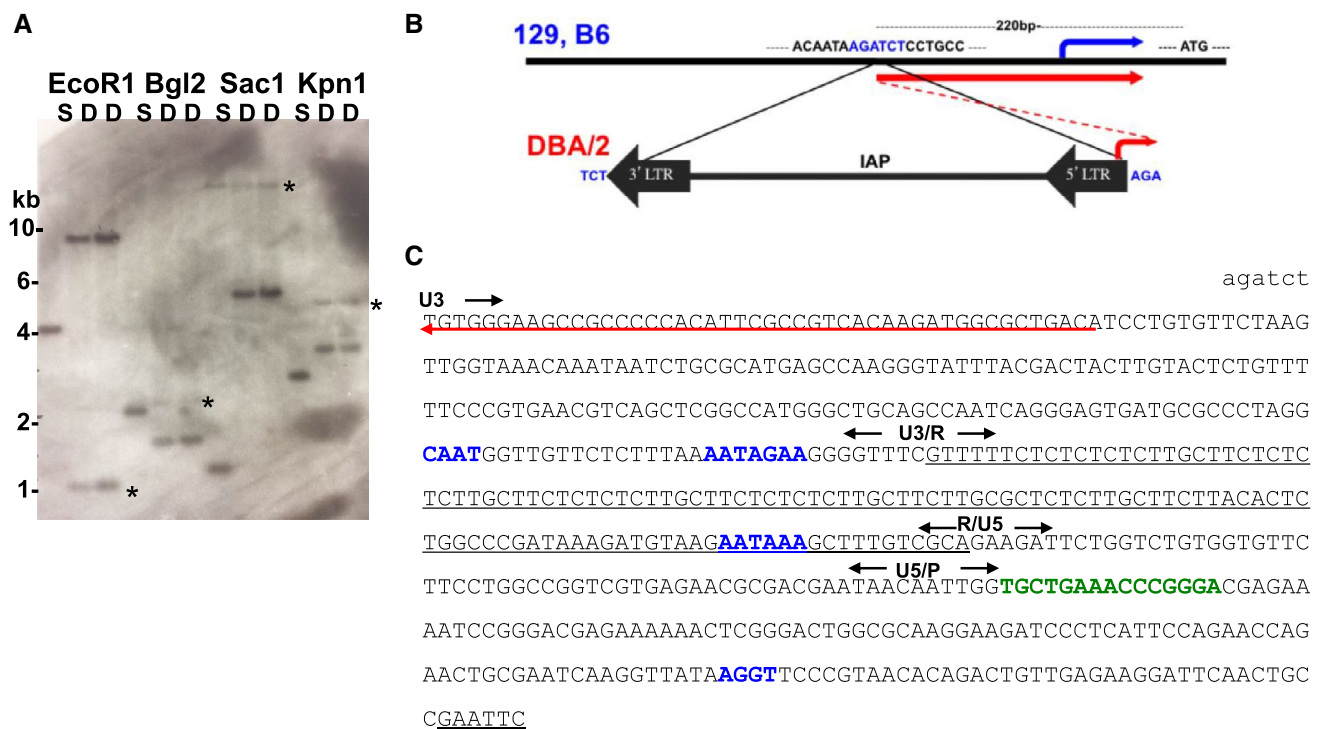 A
EcoR1 Bgl2 Sac1 Kpn1
S D D S D D S D D S D D
kb
10-
6-
4-
2-
1-
*
*
*
*
B
129, B6
220bp-
ACAATAAGATCTCCTGCC
ATG
DBA/2
IAP
TCT
3' LTR
5' LTR
AGA
C
agatct
U3
TGTGGGAAGCCGCCCCCACATTCGCCGTCACAAGATGGCGCTGACATCCTGTGTTCTAAG
TTGGTAAACAAATAATCTGCGCATGAGCCAAGGGTATTTACGACTACTTGTACTCTGTTT
TTCCCGTGAACGTCAGCTCGGCCATGGGCTGCAGCCAATCAGGGAGTGATGCGCCCTAGG
U3/R
CAATGGTTGTTCTCTTTAAAATAGAAGGGGTTTCGTTTTTCTCTCTCTCTTGCTTCTCTC
TCTTGCTTCTCTCTCTTGCTTCTCTCTCTTGCTTCTTGCGCTCTCTTGCTTCTTACACTC
R/U5
TGGCCCGATAAAGATGTAAGAATAAAGCTTTGTCGCAGAAGATTCTGGTCTGTGGTGTTC
U5/P
TTCCTGGCCGGTCGTGAGAACGCGACGAATAACAATTGGTGCTGAAACCCGGGACGAGAA
AATCCGGGACGAGAAAAAACTCGGGACTGGCGCAAGGAAGATCCCTCATTCCAGAACCAG
AACTGCGAATCAAGGTTATAAGGTTCCCGTAACACAGACTGTTGAGAAGGATTCAACTGC
CGAATTC